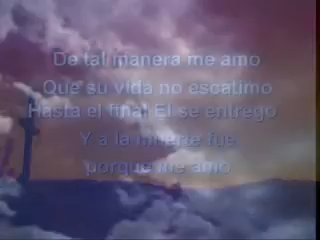 De tal manera me amo
Que su vida no escatimo
Hasta el final El se entrego
Y a la muerte fue
porque me amo